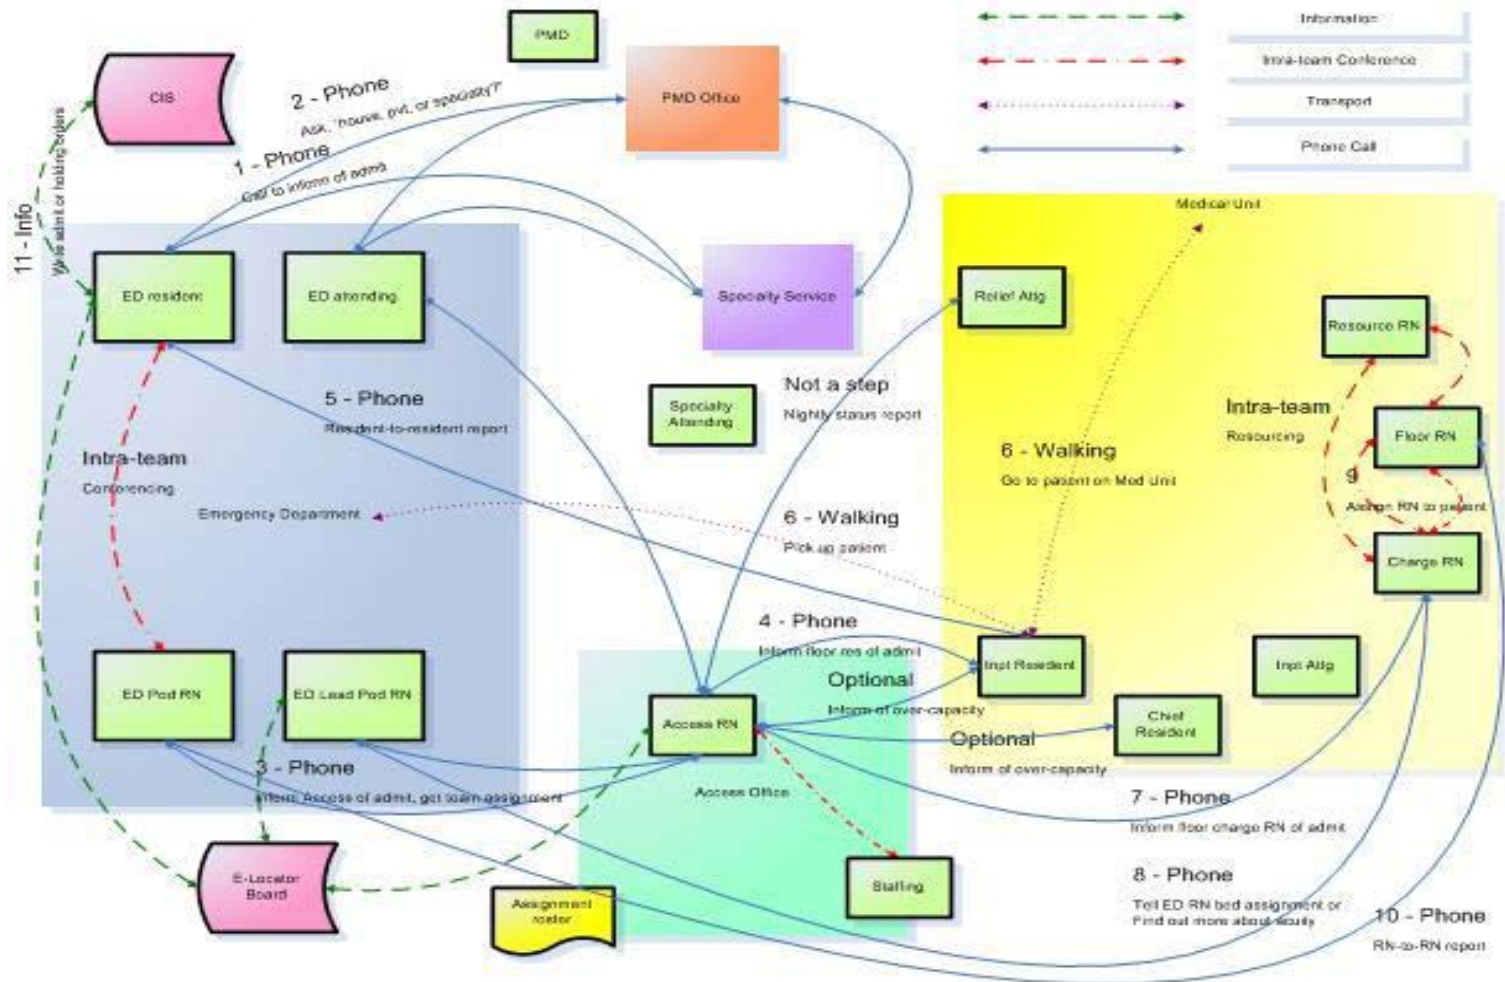 PMD
Information
CIS
2 - Phone
Ask, "house, pvt, or specialty?"
PMD Office
Intra-team Conference
Transport
1 - Phone
Call to inform of admit
Phone Call
11 - Info
Write admit or holding orders
Medical Unit
ED resident
ED attending
Specialty Service
Relief Attg
Resource RN
5 - Phone
Resident-to-resident report
Specialty
Attending
Not a step
Nightly status report
Intra-team
Resourcing
Floor RN
Intra-team
Conferencing
6 - Walking
Go to patient on Med Unit
9
Assign RN to patient
Emergency Department
6 - Walking
Pick up patient
Charge RN
4 - Phone
Inform floor res of admit
ED Pod RN
ED Lead Pod RN
Inpt Resident
Inpt Attg
Optional
Inform of over-capacity
Access RN
Chief
Resident
Optional
Inform of over-capacity
3 - Phone
Inform Access of admit, get team assignment
Access Office
7 - Phone
Inform floor charge RN of admit
E-Locator
Board
Staffing
8 - Phone
Tell ED RN bed assignment or
Find out more about acuity
Assignment
roster
10 - Phone
RN-to-RN report